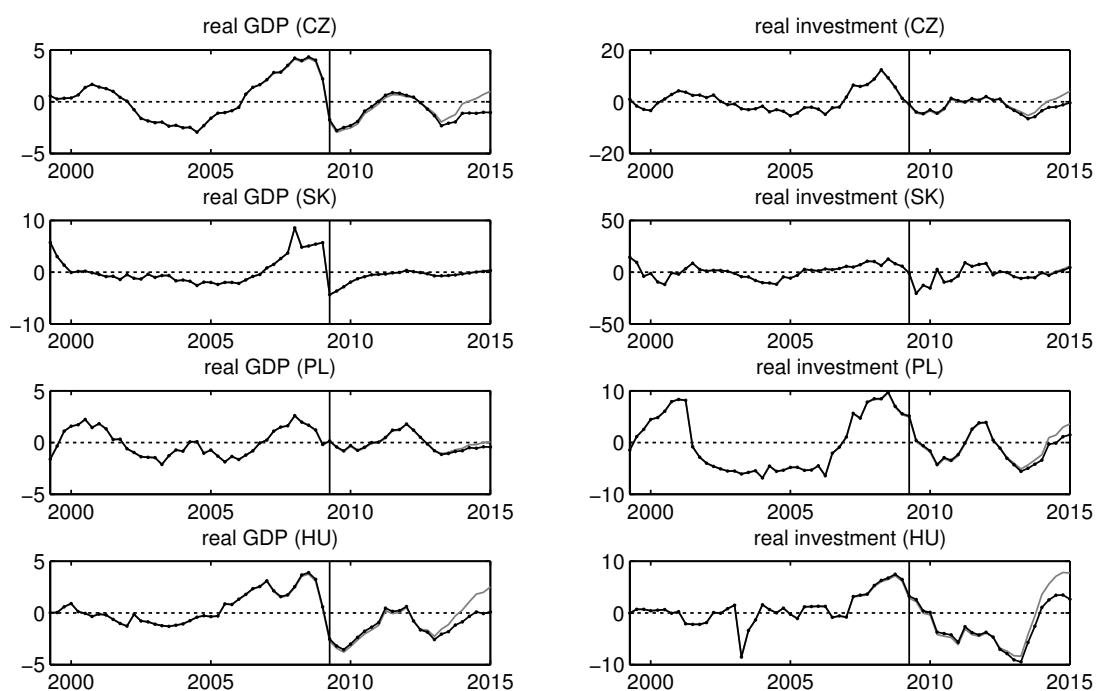 real GDP (CZ)
5
0
−5
2000 2005 2010 2015
real investment (CZ)
20
0
−20
2000 2005 2010 2015
real GDP (SK)
10
0
−10
2000 2005 2010 2015
real investment (SK)
50
0
−50
2000 2005 2010 2015
real GDP (PL)
5
0
−5
2000 2005 2010 2015
real investment (PL)
10
0
−10
2000 2005 2010 2015
real GDP (HU)
5
0
−5
2000 2005 2010 2015
real investment (HU)
10
0
−10
2000 2005 2010 2015